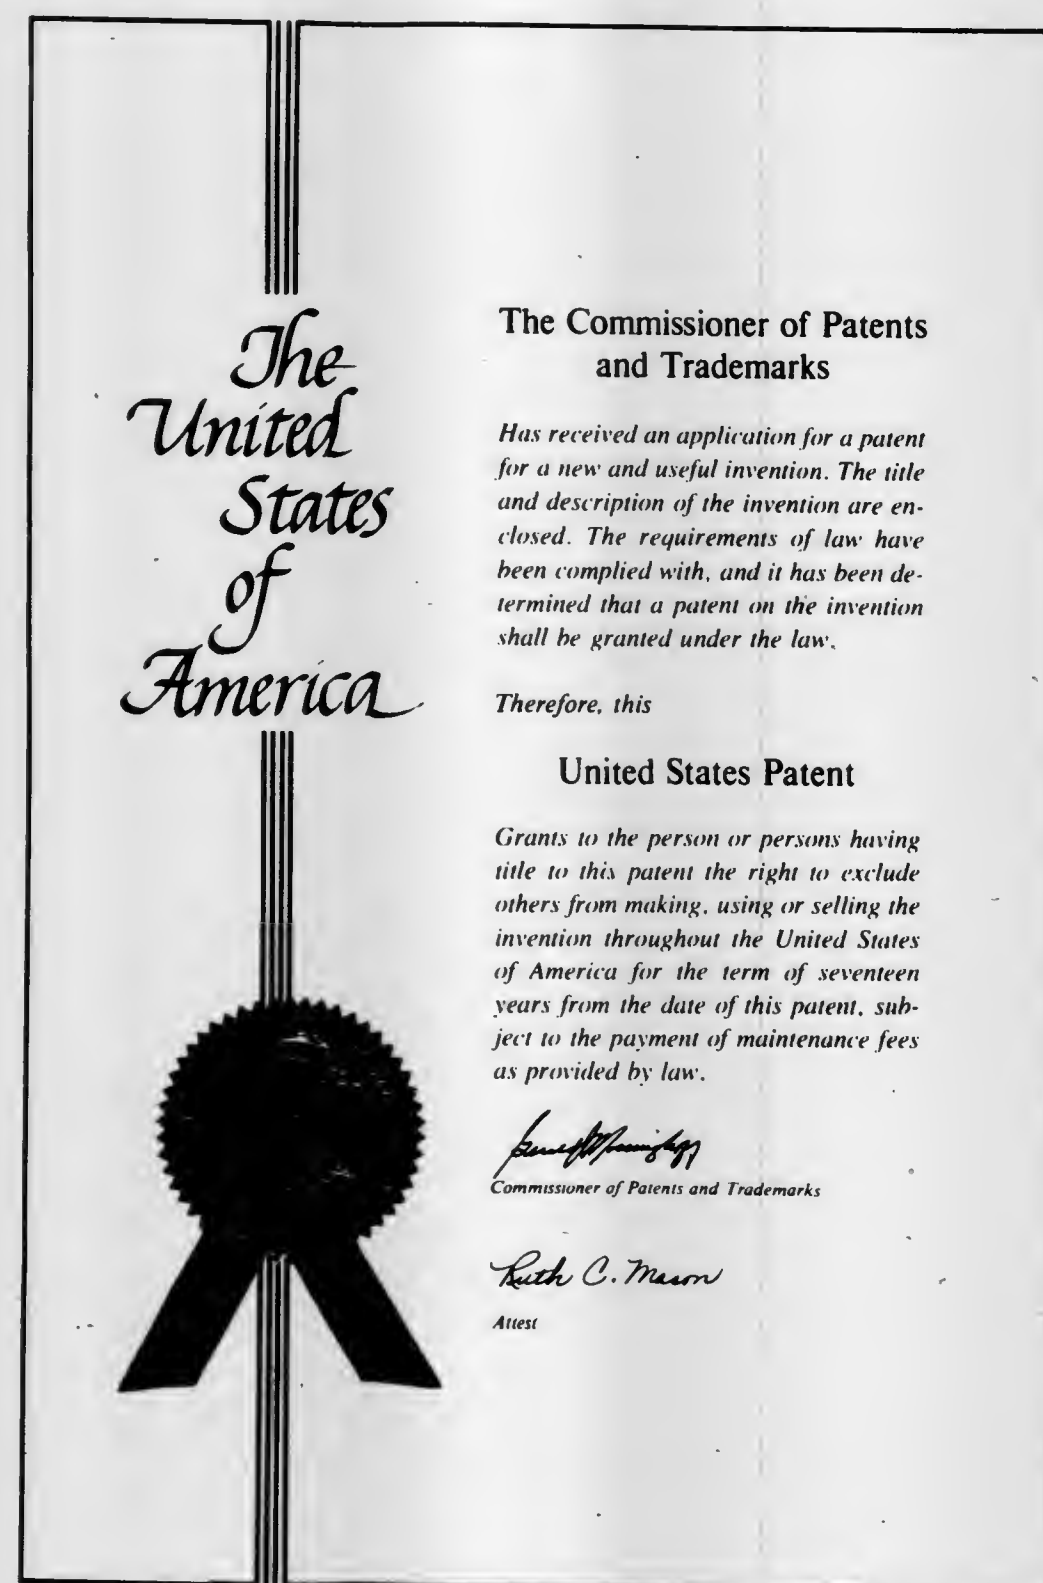 The
United
States
of
America
The Commissioner of Patents
and Trademarks
Has received an application for a patent
for a new and useful invention. The title
and description of the invention are en-
closed. The requirements of law have
been complied with, and it has been de-
termined that a patent on the invention
shall be granted under the law.
Therefore, this
United States Patent
Grants to the person or persons having
title to this patent the right to exclude
others from making, using or selling the
invention throughout the United States
of America for the term of seventeen
years from the date of this patent, sub-
ject to the payment of maintenance fees
as provided by law.
Commissioner of Patents and Trademarks
Ruth C. Mason
Attest